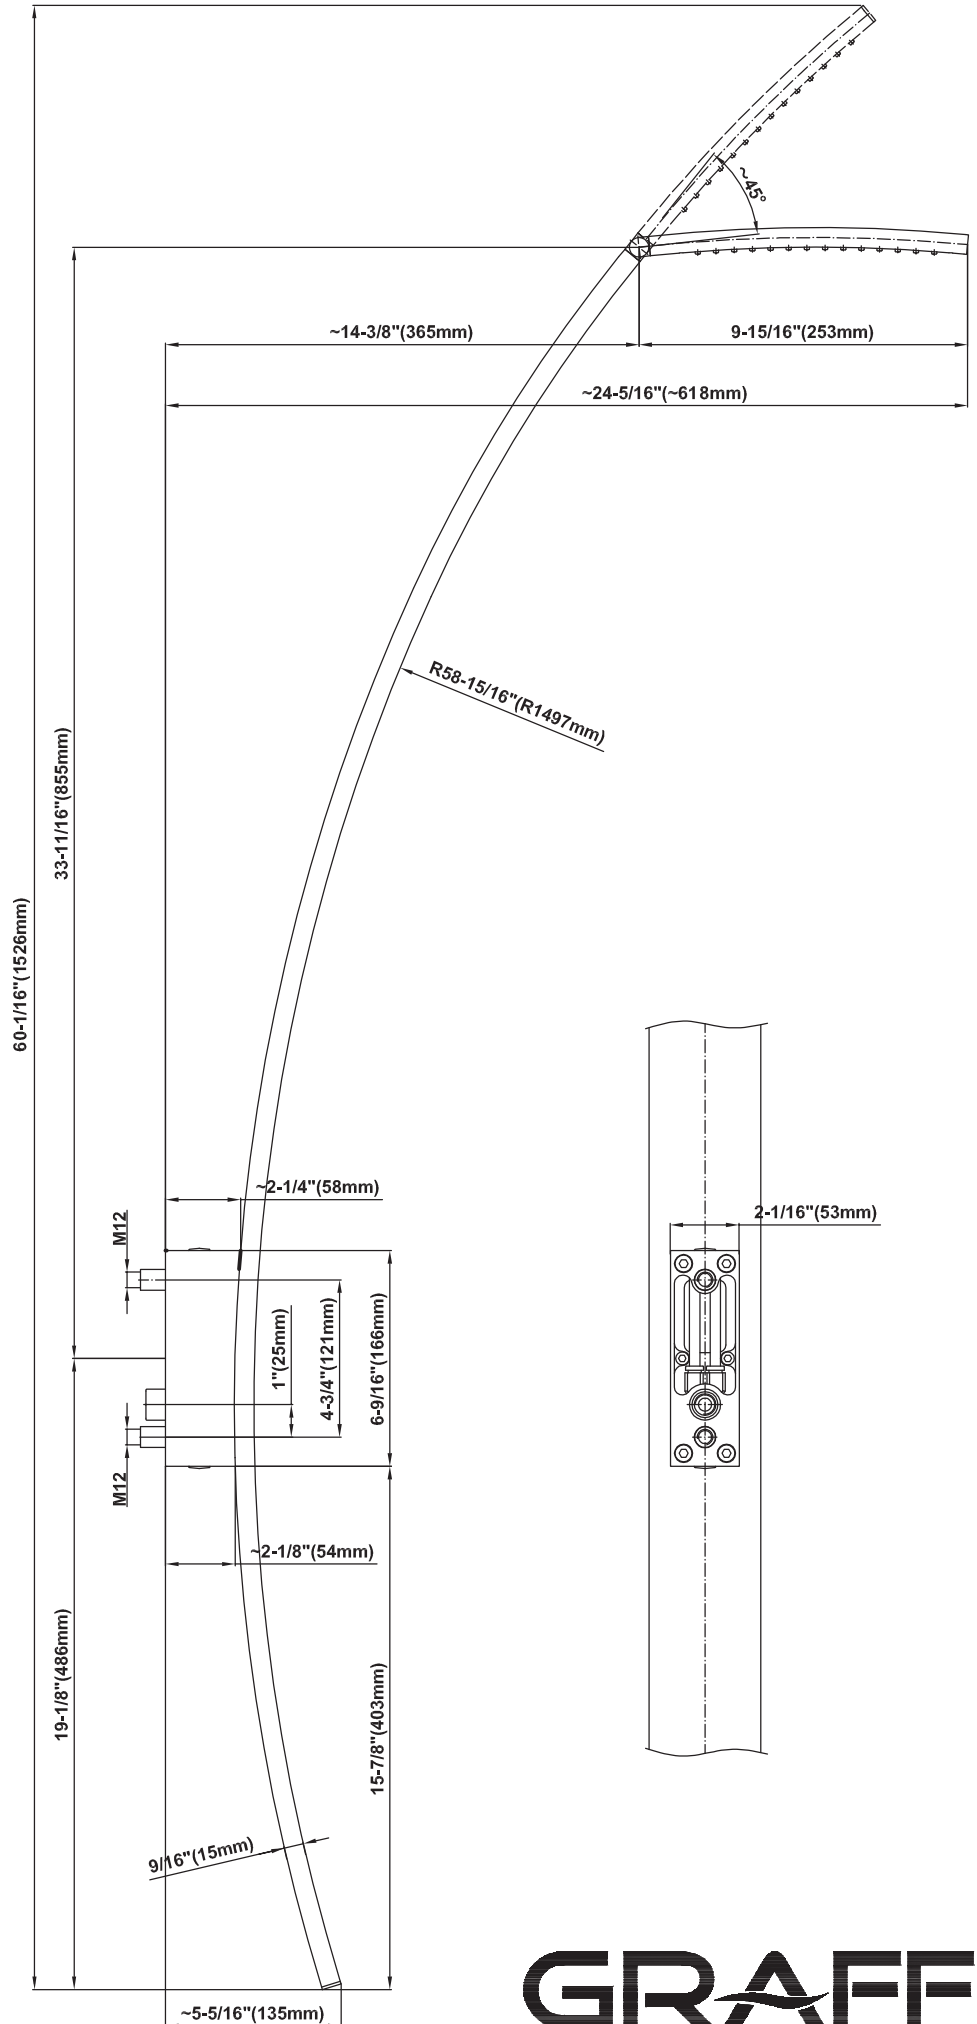 ~45°
~14-3/8"(365mm)
9-15/16"(253mm)
~24-5/16"(~618mm)
R58-15/16"(R1497mm)
33-11/16"(855mm)
60-1/16"(1526mm)
~2-1/4"(58mm)
2-1/16"(53mm)
M12
1"(25mm)
4-3/4"(121mm)
6-9/16"(166mm)
M12
~2-1/8"(54mm)
19-1/8"(486mm)
15-7/8"(403mm)
9/16"(15mm)
~5-5/16"(135mm)
GRAFF